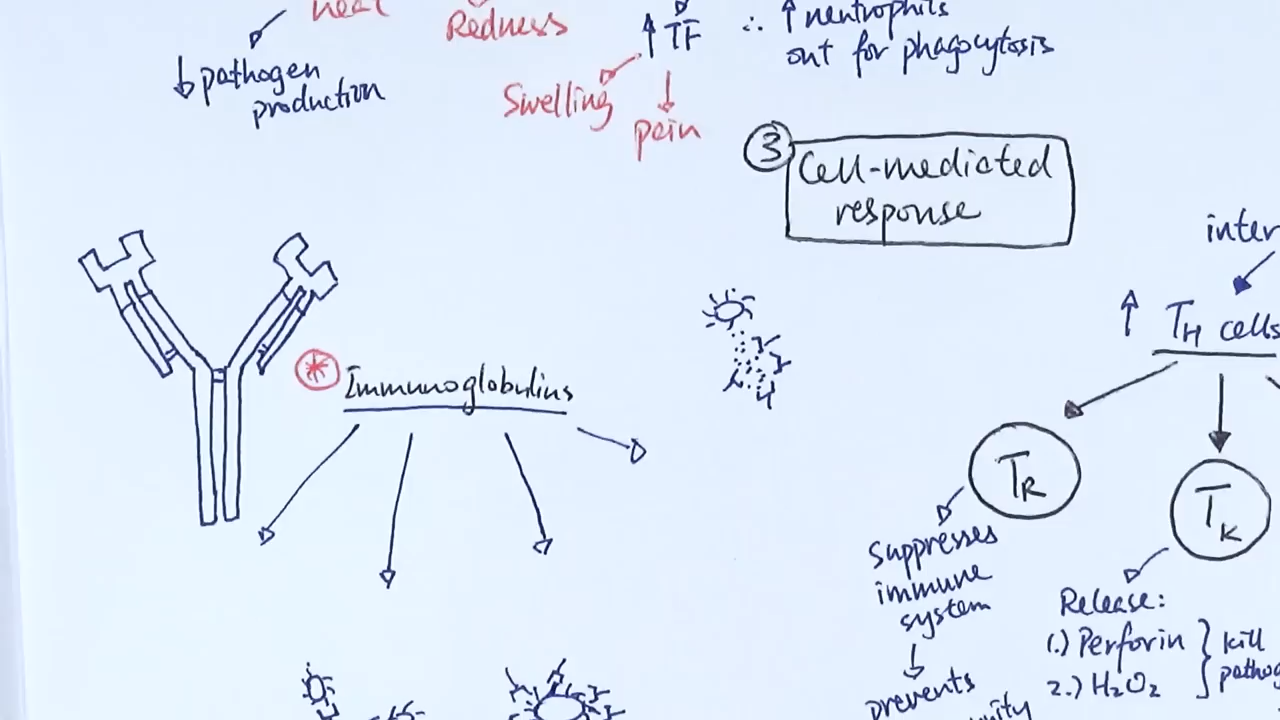 heat
Redness
↑ TF
∴ ↑ neutrophils
out for phagocytosis
↓ pathogen
production
Swelling
pain
③ Cell-mediated
response
inter
↑ TH cells
* Immunoglobulins
TR
TK
Suppresses
immune
system
prevents
Release:
(1.) Perforin
2.) H2O2
} kill